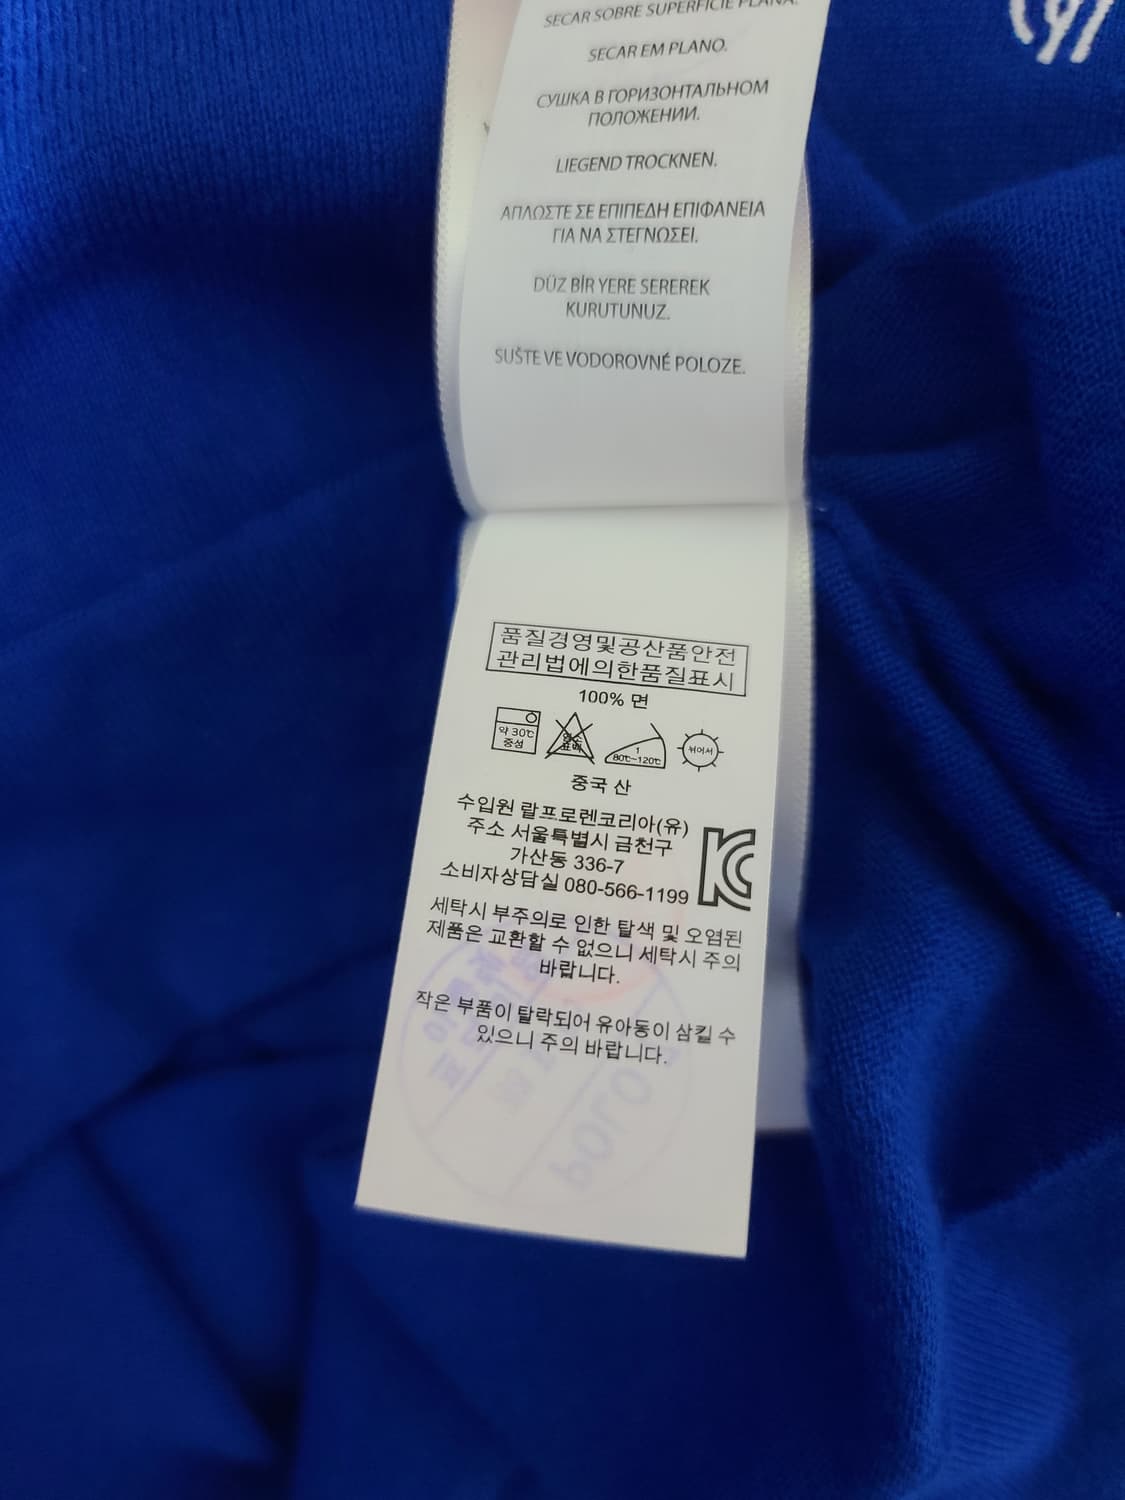 SECAR SOBRE SUPERFICIE PLANA.
SECAR EM PLANO.
СУШКА В ГОРИЗОНТАЛЬНОМ
ПОЛОЖЕНИИ.
LIEGEND TROCKNEN.
ΑΠΛΩΣΤΕ ΣΕ ΕΠΙΠΕΔΗ ΕΠΙΦΑΝΕΙΑ
ΓΙΑ ΝΑ ΣΤΕΓΝΩΣΕΙ.
DÜZ BİR YERE SEREREK
KURUTUNUZ.
SUŠTE VE VODOROVNÉ POLOZE.
품질경영및공산품안전
관리법에의한품질표시
100% 면
약 30℃
중성
염소
표백
1
80℃~120℃
뉘어서
중국 산
수입원 랄프로렌코리아(유)
주소 서울특별시 금천구
가산동 336-7
소비자상담실 080-566-1199
KC
세탁시 부주의로 인한 탈색 및 오염된
제품은 교환할 수 없으니 세탁시 주의
바랍니다.
작은 부품이 탈락되어 유아동이 삼킬 수
있으니 주의 바랍니다.
POLO